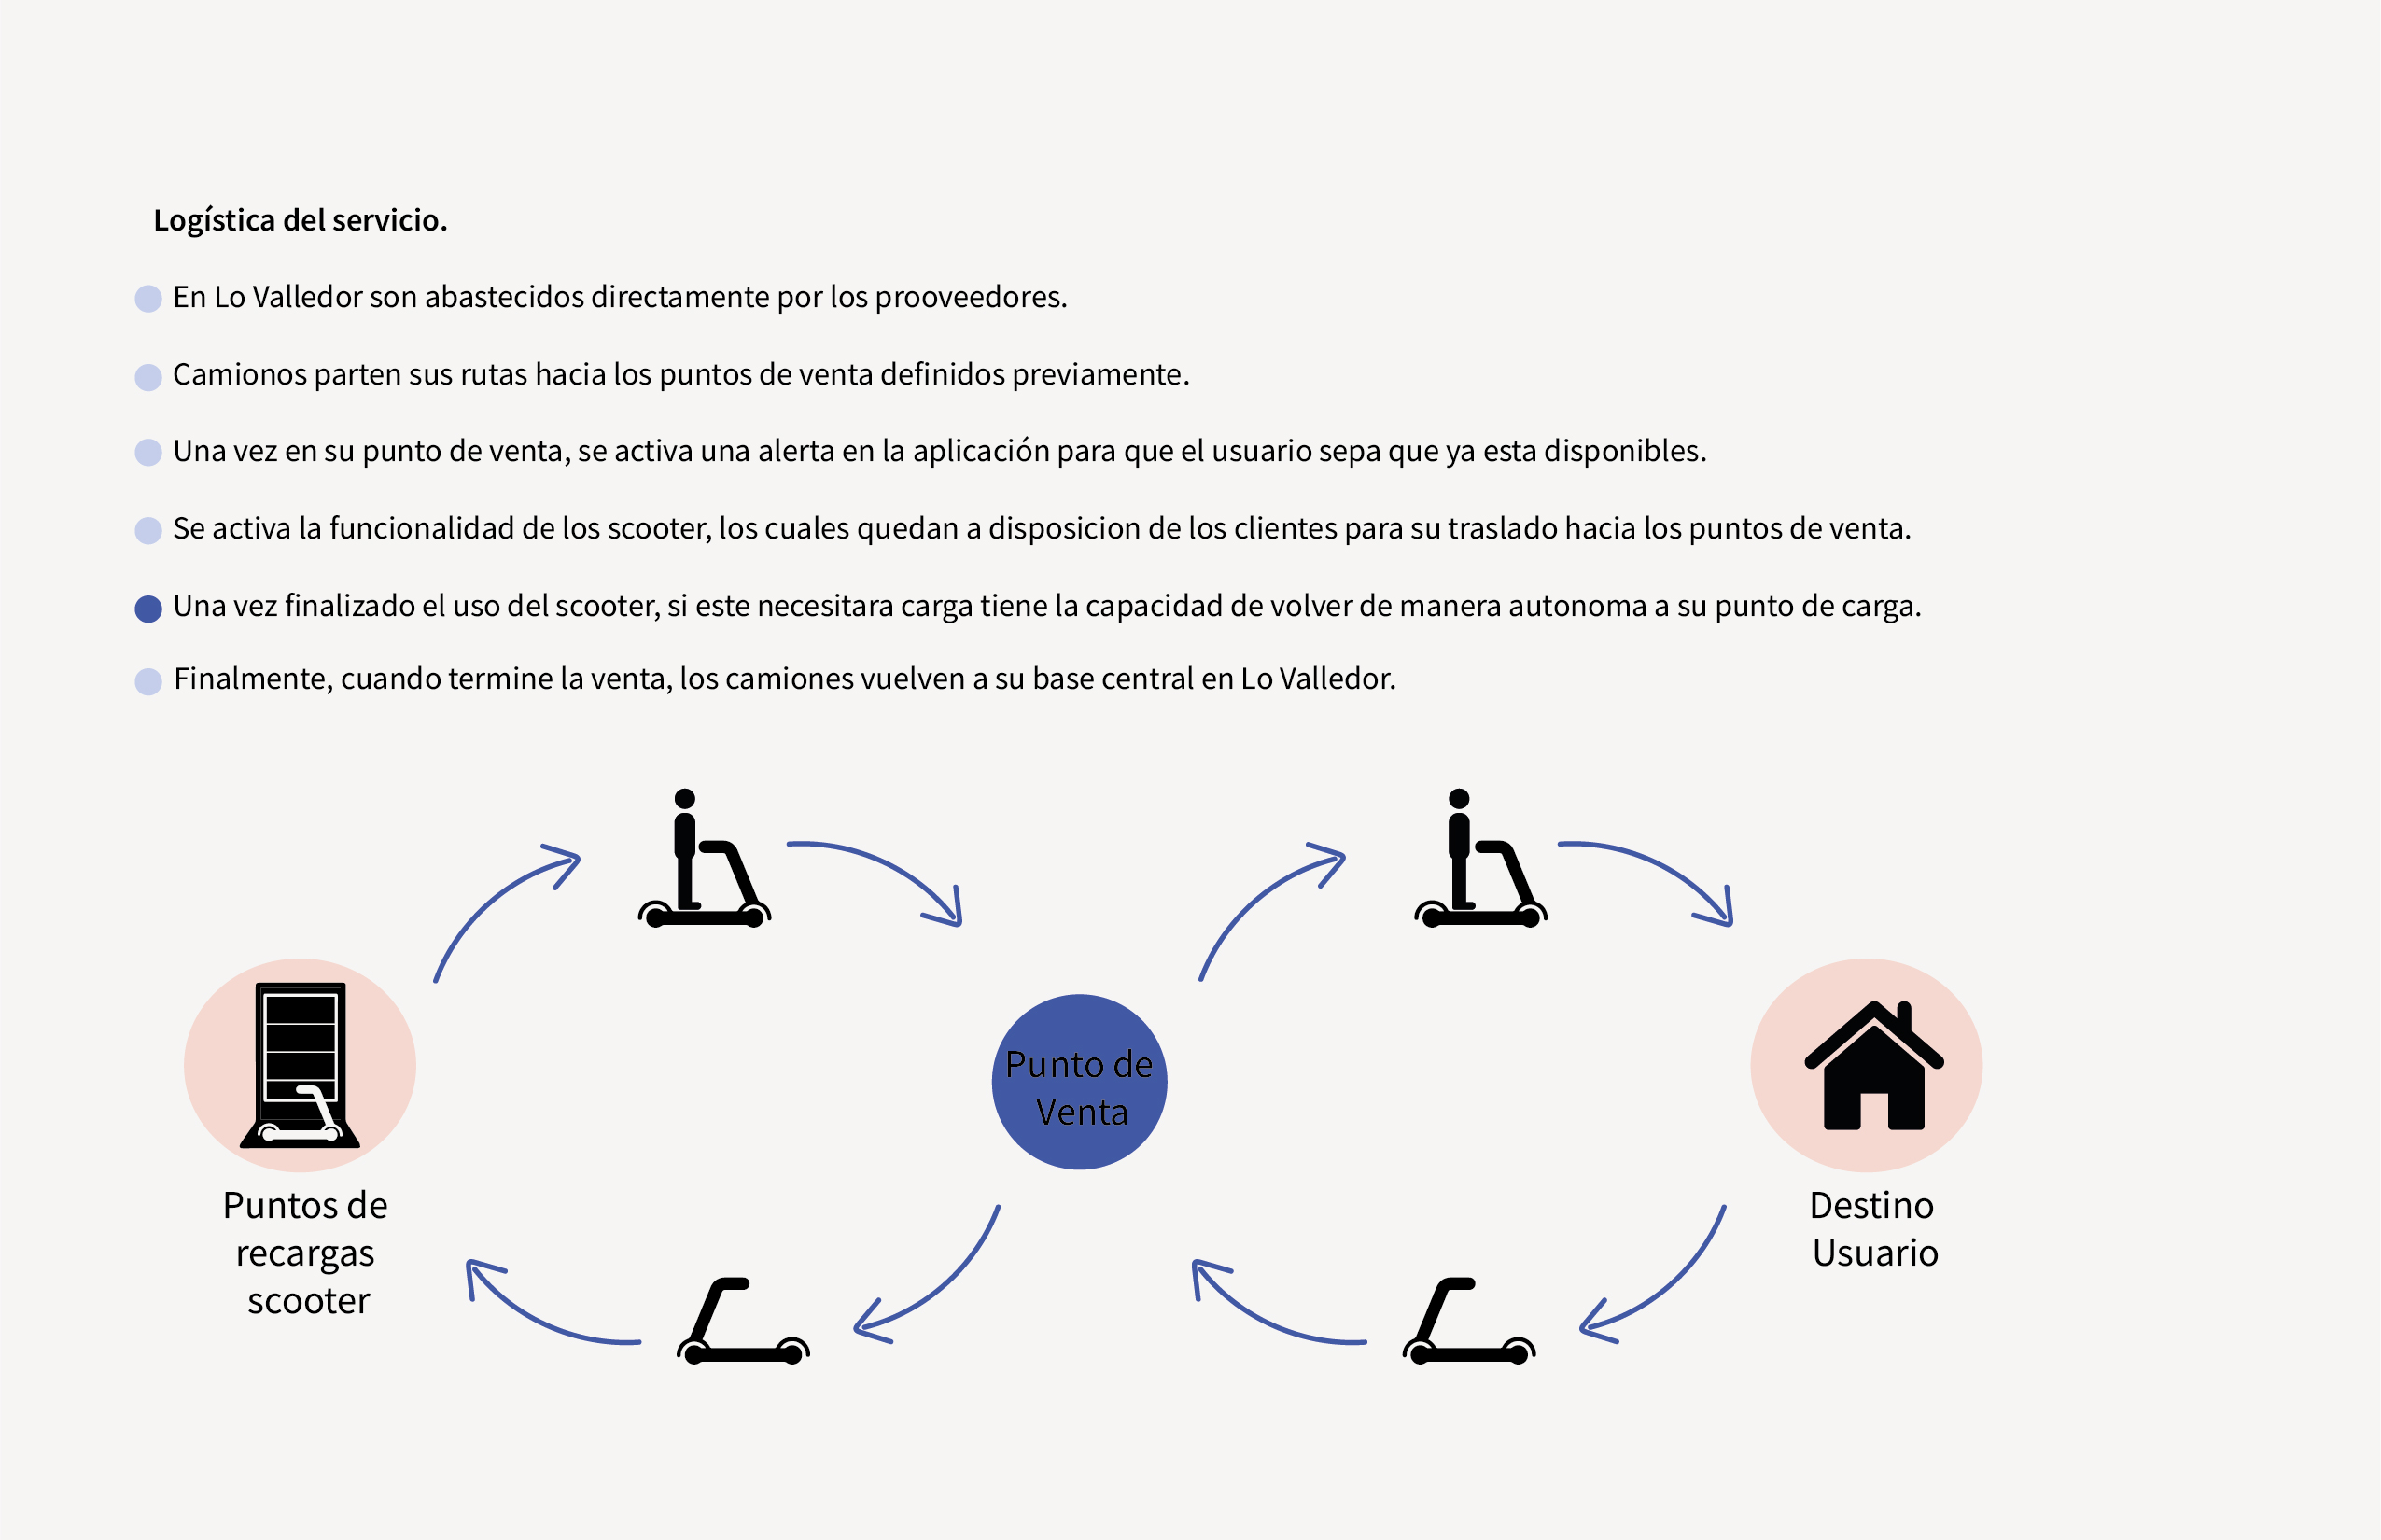 Logística del servicio.
En Lo Valledor son abastecidos directamente por los prooveedores.
Camionos parten sus rutas hacia los puntos de venta definidos previamente.
Una vez en su punto de venta, se activa una alerta en la aplicación para que el usuario sepa que ya esta disponibles.
Se activa la funcionalidad de los scooter, los cuales quedan a disposicion de los clientes para su traslado hacia los puntos de venta.
Una vez finalizado el uso del scooter, si este necesitara carga tiene la capacidad de volver de manera autonoma a su punto de carga.
Finalmente, cuando termine la venta, los camiones vuelven a su base central en Lo Valledor.
Puntos de
recargas
scooter
Punto de
Venta
Destino
Usuario